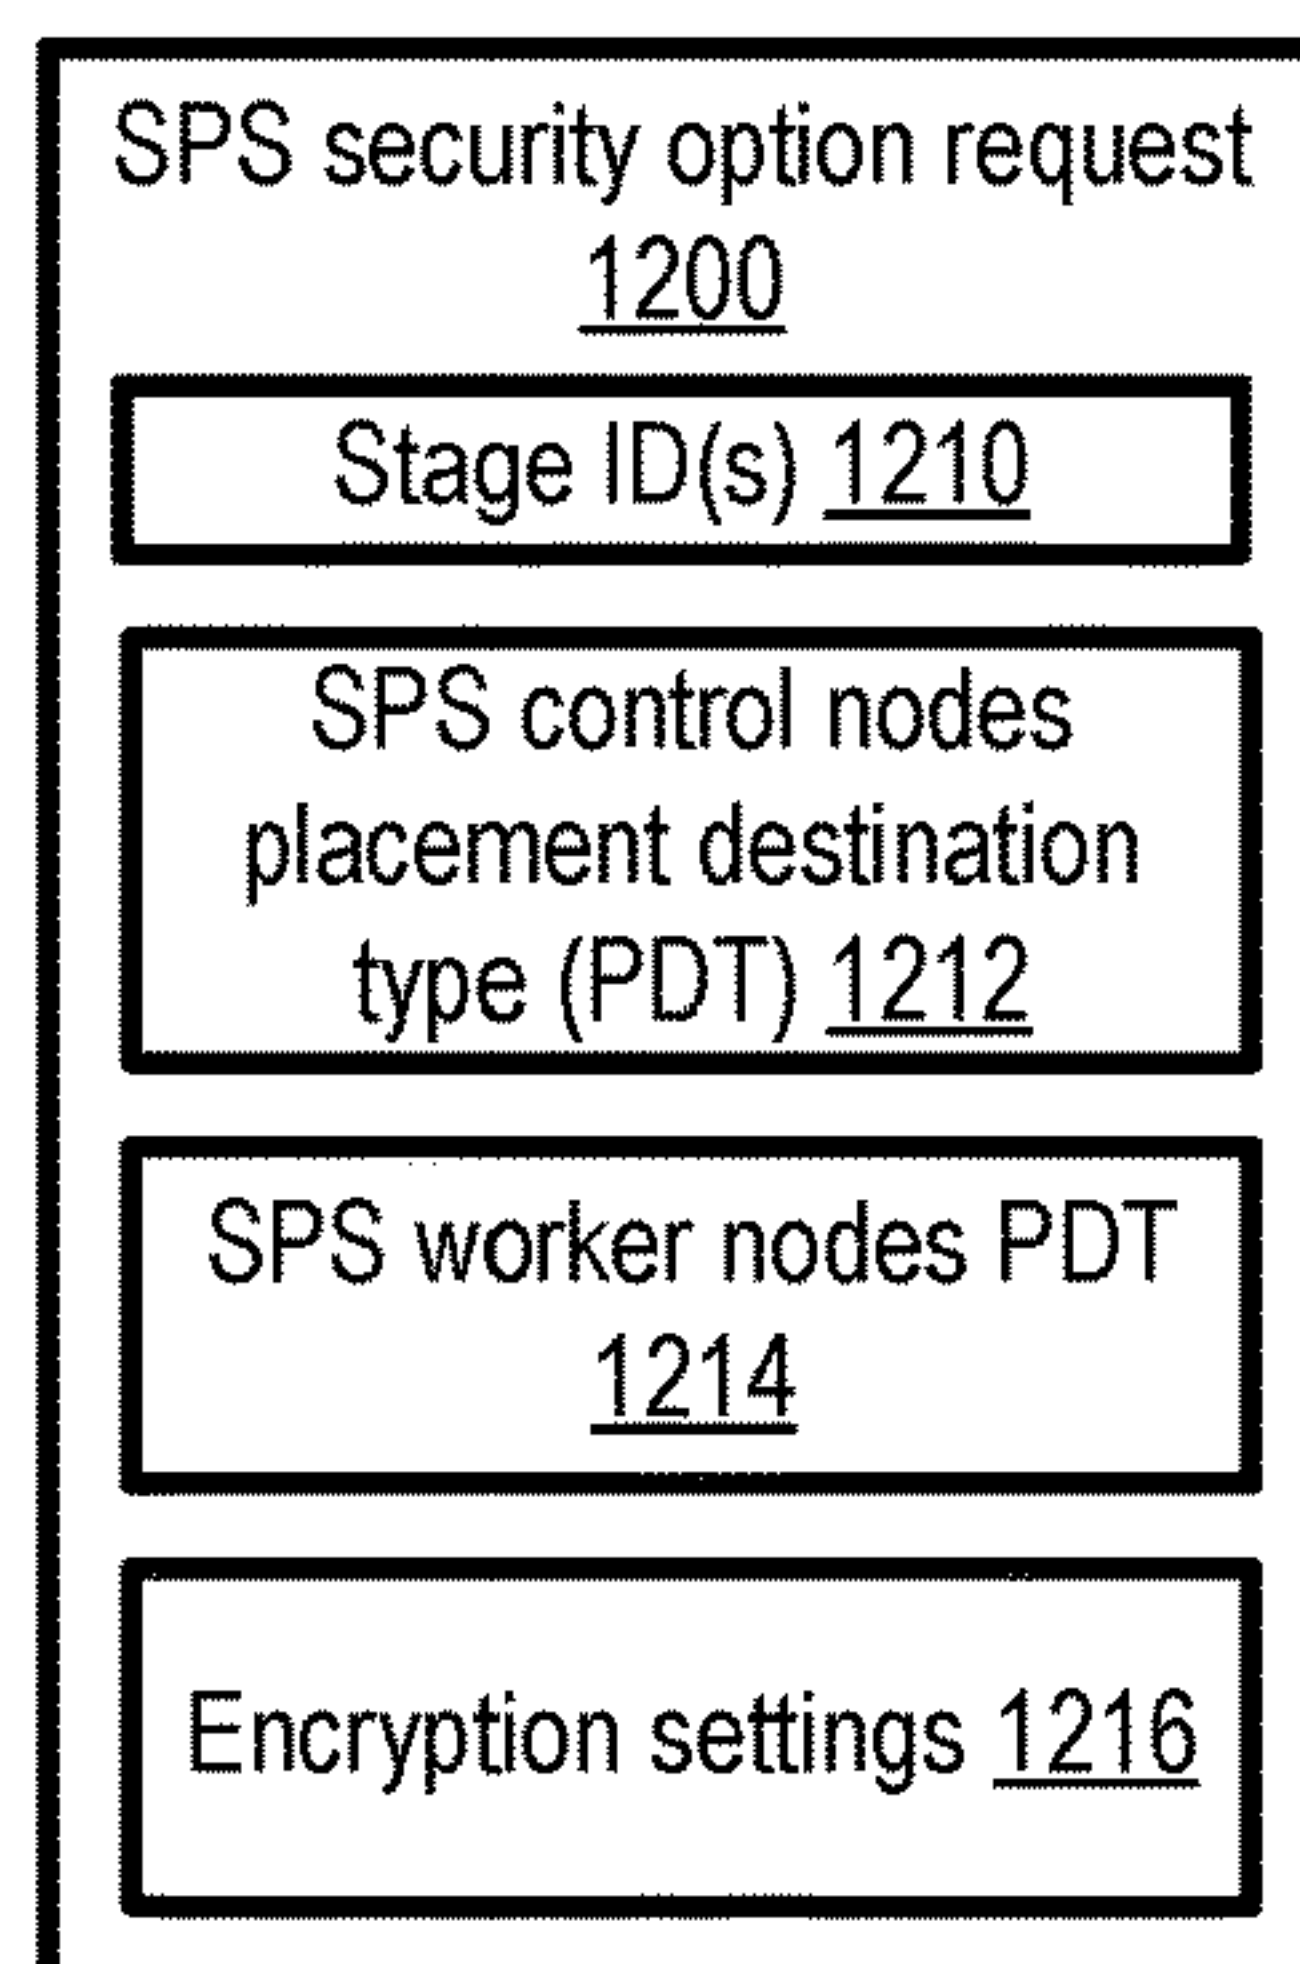 SPS security option request
1200
Stage ID(s) 1210
SPS control nodes
placement destination
type (PDT) 1212
SPS worker nodes PDT
1214
Encryption settings 1216